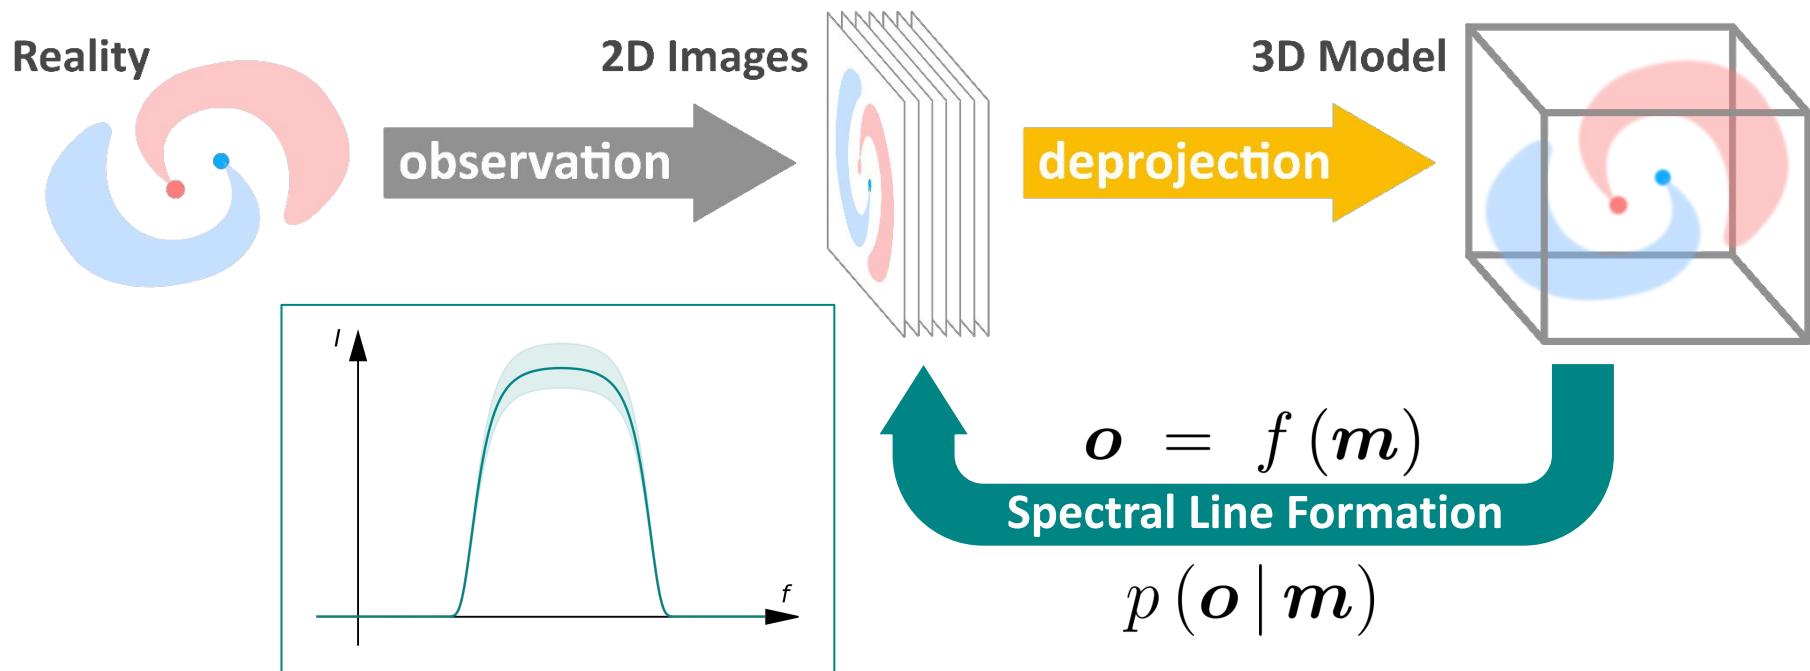 Reality
2D Images
3D Model
observation
deprojection
I
f
o = f (m)
Spectral Line Formation
p (o | m)